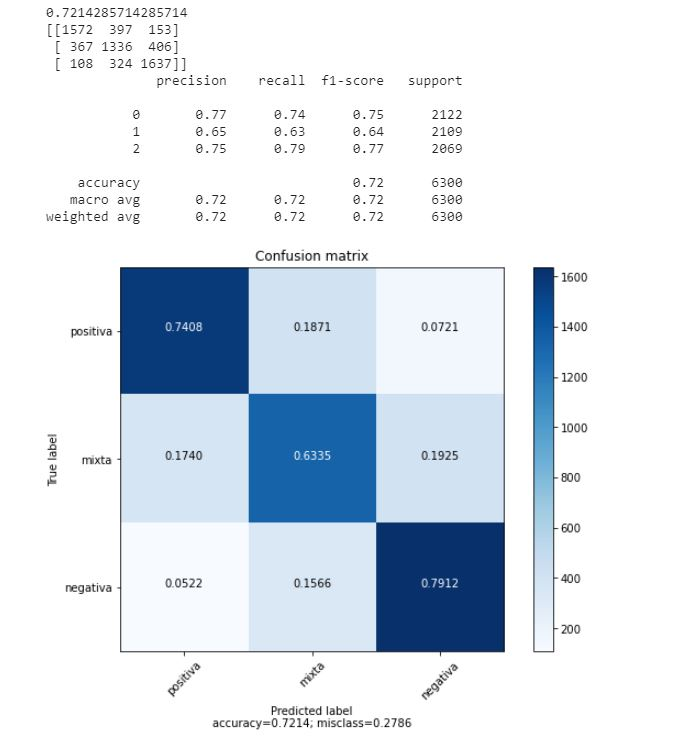 0.7214285714285714
[[1572 397 153]
[ 367 1336 406]
[ 108 324 1637]]
precision recall f1-score support
0 0.77 0.74 0.75 2122
1 0.65 0.63 0.64 2109
2 0.75 0.79 0.77 2069
accuracy 0.72 6300
macro avg 0.72 0.72 0.72 6300
weighted avg 0.72 0.72 0.72 6300
Confusion matrix
1600
positiva 0.7408 0.1871 0.0721
1400
1200
1000
True label
mixta 0.1740 0.6335 0.1925
800
600
negativa 0.0522 0.1566 0.7912
400
200
positiva mixta negativa
Predicted label
accuracy=0.7214; misclass=0.2786